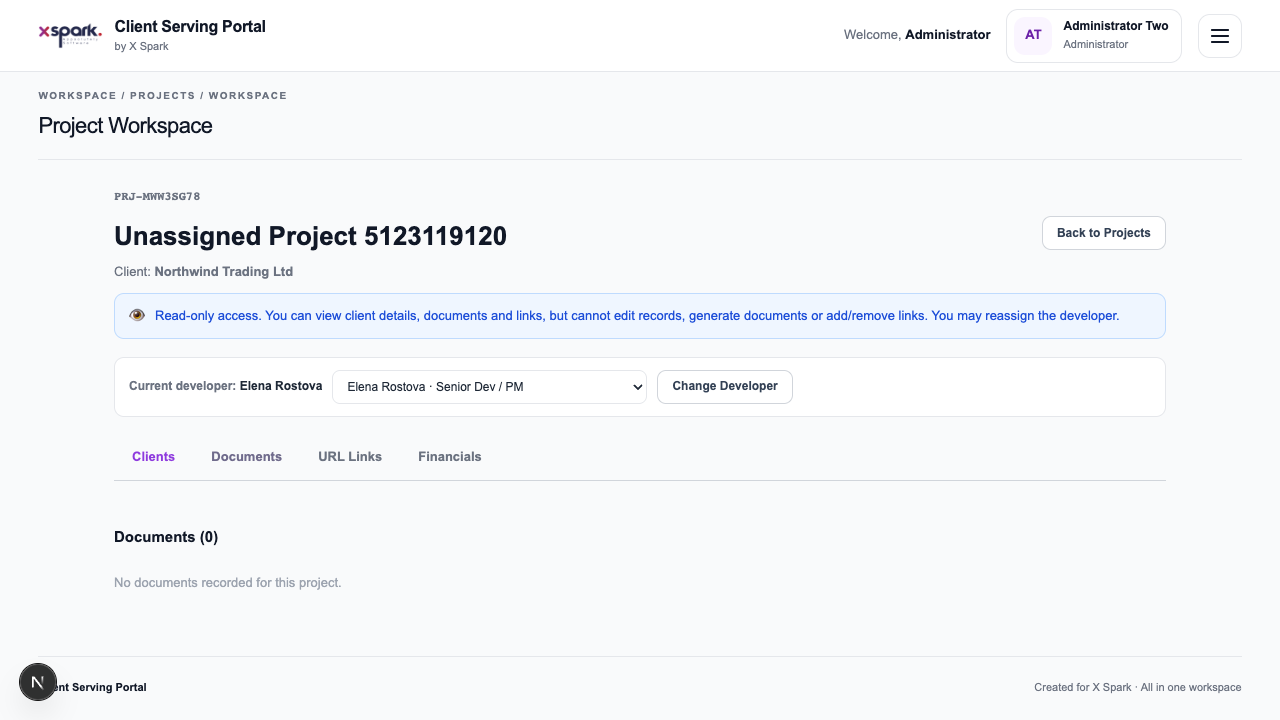 xspark.
Client Serving Portal
by X Spark
Welcome, Administrator
AT
Administrator Two
Administrator
WORKSPACE / PROJECTS / WORKSPACE
Project Workspace
PRJ-MWW3SG78
Unassigned Project 5123119120
Back to Projects
Client: Northwind Trading Ltd
Read-only access. You can view client details, documents and links, but cannot edit records, generate documents or add/remove links. You may reassign the developer.
Current developer: Elena Rostova
Elena Rostova · Senior Dev / PM
Change Developer
Clients
Documents
URL Links
Financials
Documents (0)
No documents recorded for this project.
N
ent Serving Portal
Created for X Spark · All in one workspace